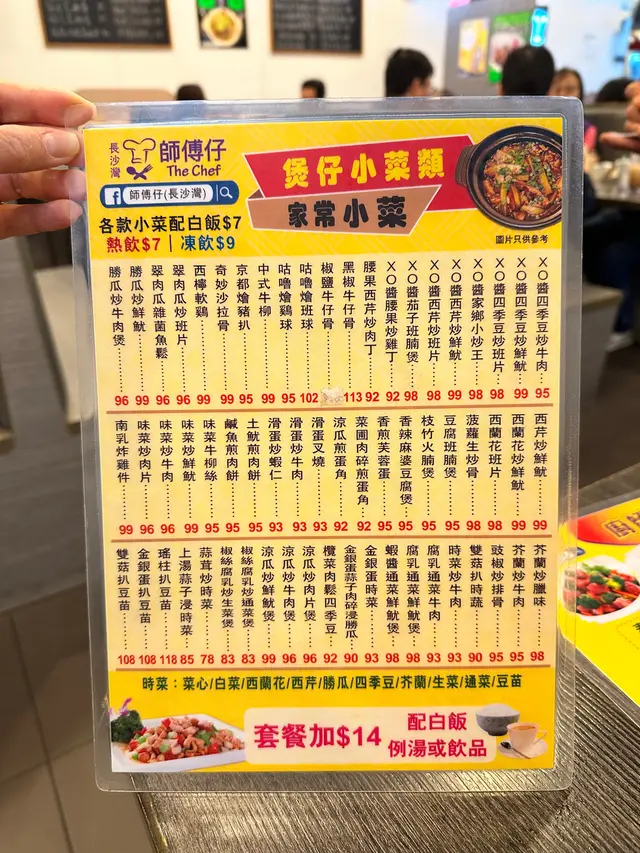 長沙灣
師傅仔
The Chef
f 師傅仔(長沙灣)
煲仔小菜類
家常小菜
各款小菜配白飯$7
熱飲$7 | 凍飲$9
圖片只供參考
XO醬四季豆炒牛肉 95
XO醬四季豆炒鮮魷 99
XO醬四季豆炒班片 98
XO醬家鄉小炒王 98
XO醬西芹炒鮮魷 99
XO醬西芹炒班片 98
XO醬茄子班腩煲 98
XO醬腰果炒雞丁 92
腰果西芹炒肉丁 92
黑椒牛仔骨 113
椒鹽牛仔骨
咕嚕燴班球 102
咕嚕燴雞球 95
中式牛柳 99
京都燴豬扒 95
奇妙沙拉骨 99
西檸軟雞 99
翠肉瓜炒班片 99
翠肉瓜雜菌魚鬆 99
勝瓜炒鮮魷 99
勝瓜炒牛肉煲 96
西芹炒鮮魷 99
西蘭花炒鮮魷 99
西蘭花班片 98
菠蘿生炒骨 98
豆腐班腩煲 95
枝竹火腩煲 95
香辣麻婆豆腐煲 95
香煎芙蓉蛋 95
菜圃肉碎煎蛋角 92
涼瓜煎蛋角 92
滑蛋叉燒 93
滑蛋炒牛肉 93
滑蛋炒蝦仁 93
土魷煎肉餅 95
鹹魚煎肉餅 95
味菜牛柳絲 95
味菜炒鮮魷 99
味菜炒牛肉 96
味菜炒肉片 96
南乳炸雞件 99
芥蘭炒臘味 98
芥蘭炒牛肉 95
豉椒炒排骨 95
雙菇扒時蔬 90
時菜炒牛肉 93
腐乳通菜牛肉 93
腐乳通菜鮮魷煲 98
蝦醬通菜鮮魷煲 98
金銀蛋時菜 93
金銀蛋蒜子肉碎浸勝瓜 90
欖菜肉鬆四季豆 92
涼瓜炒肉片煲 96
涼瓜炒牛肉煲 96
涼瓜炒鮮魷煲 99
椒絲腐乳炒通菜煲 83
椒絲腐乳炒生菜煲 83
蒜茸炒時菜 78
上湯蒜子浸時菜 85
瑤柱扒豆苗 118
金銀蛋扒豆苗 108
雙菇扒豆苗 108
時菜：菜心/白菜/西蘭花/西芹/勝瓜/四季豆/芥蘭/生菜/通菜/豆苗
套餐加$14
配白飯
例湯或飲品